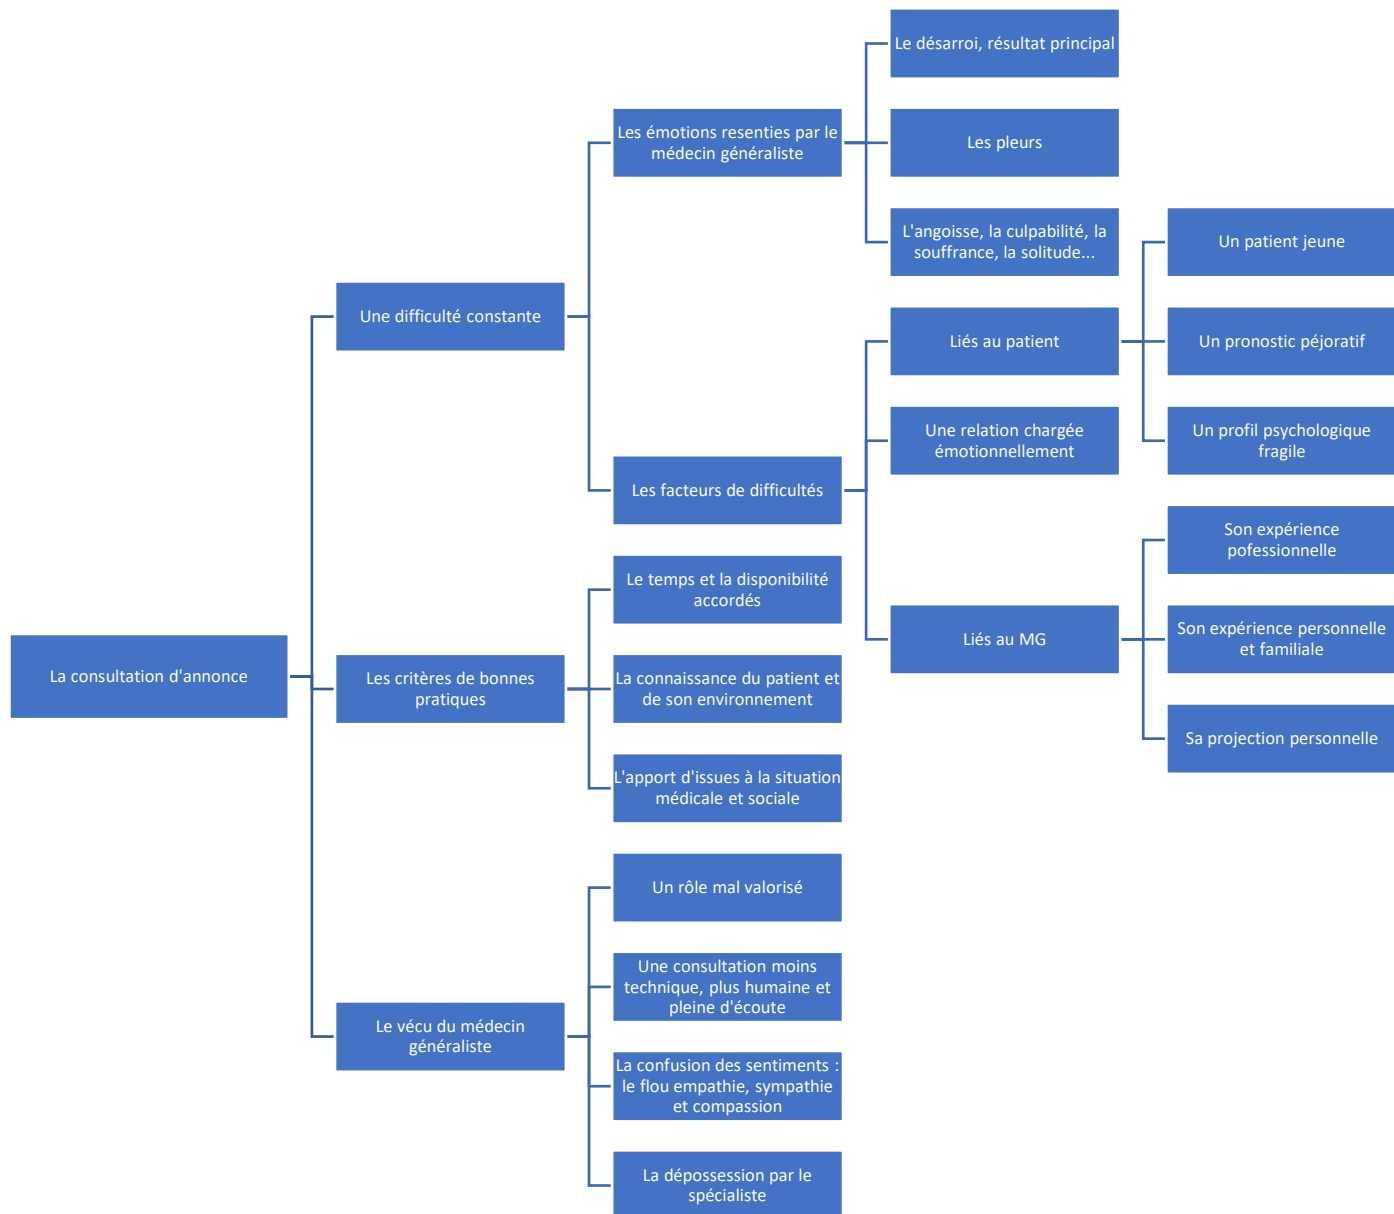 La consultation d'annonce
Une difficulté constante
Les émotions resenties par le
médecin généraliste
Le désarroi, résultat principal
Les pleurs
L'angoisse, la culpabilité, la
souffrance, la solitude...
Les facteurs de difficultés
Liés au patient
Un patient jeune
Un pronostic péjoratif
Un profil psychologique
fragile
Une relation chargée
émotionnellement
Liés au MG
Son expérience
pofessionnelle
Son expérience personnelle
et familiale
Sa projection personnelle
Les critères de bonnes
pratiques
Le temps et la disponibilité
accordés
La connaissance du patient et
de son environnement
L'apport d'issues à la situation
médicale et sociale
Le vécu du médecin
généraliste
Un rôle mal valorisé
Une consultation moins
technique, plus humaine et
pleine d'écoute
La confusion des sentiments :
le flou empathie, sympathie
et compassion
La dépossession par le
spécialiste